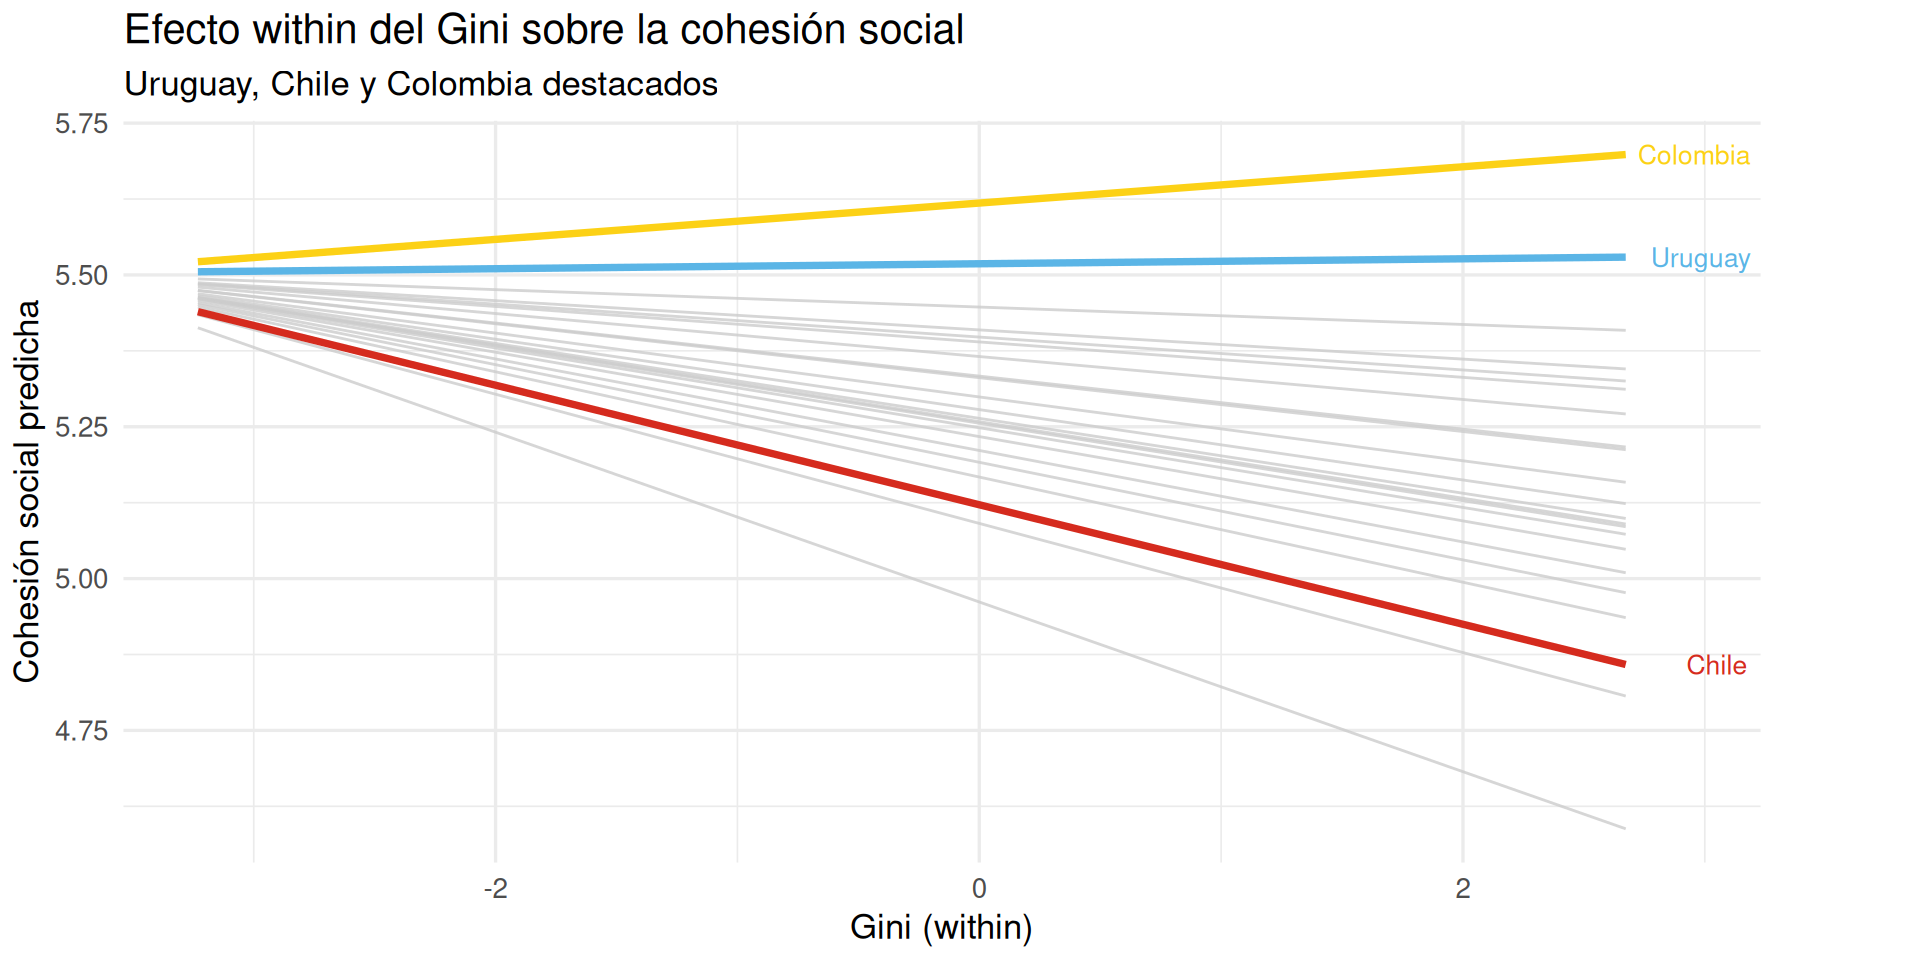 Efecto within del Gini sobre la cohesión social
Uruguay, Chile y Colombia destacados
Cohesión social predicha
5.75
5.50
5.25
5.00
4.75
Colombia
Uruguay
Chile
-2
0
2
Gini (within)